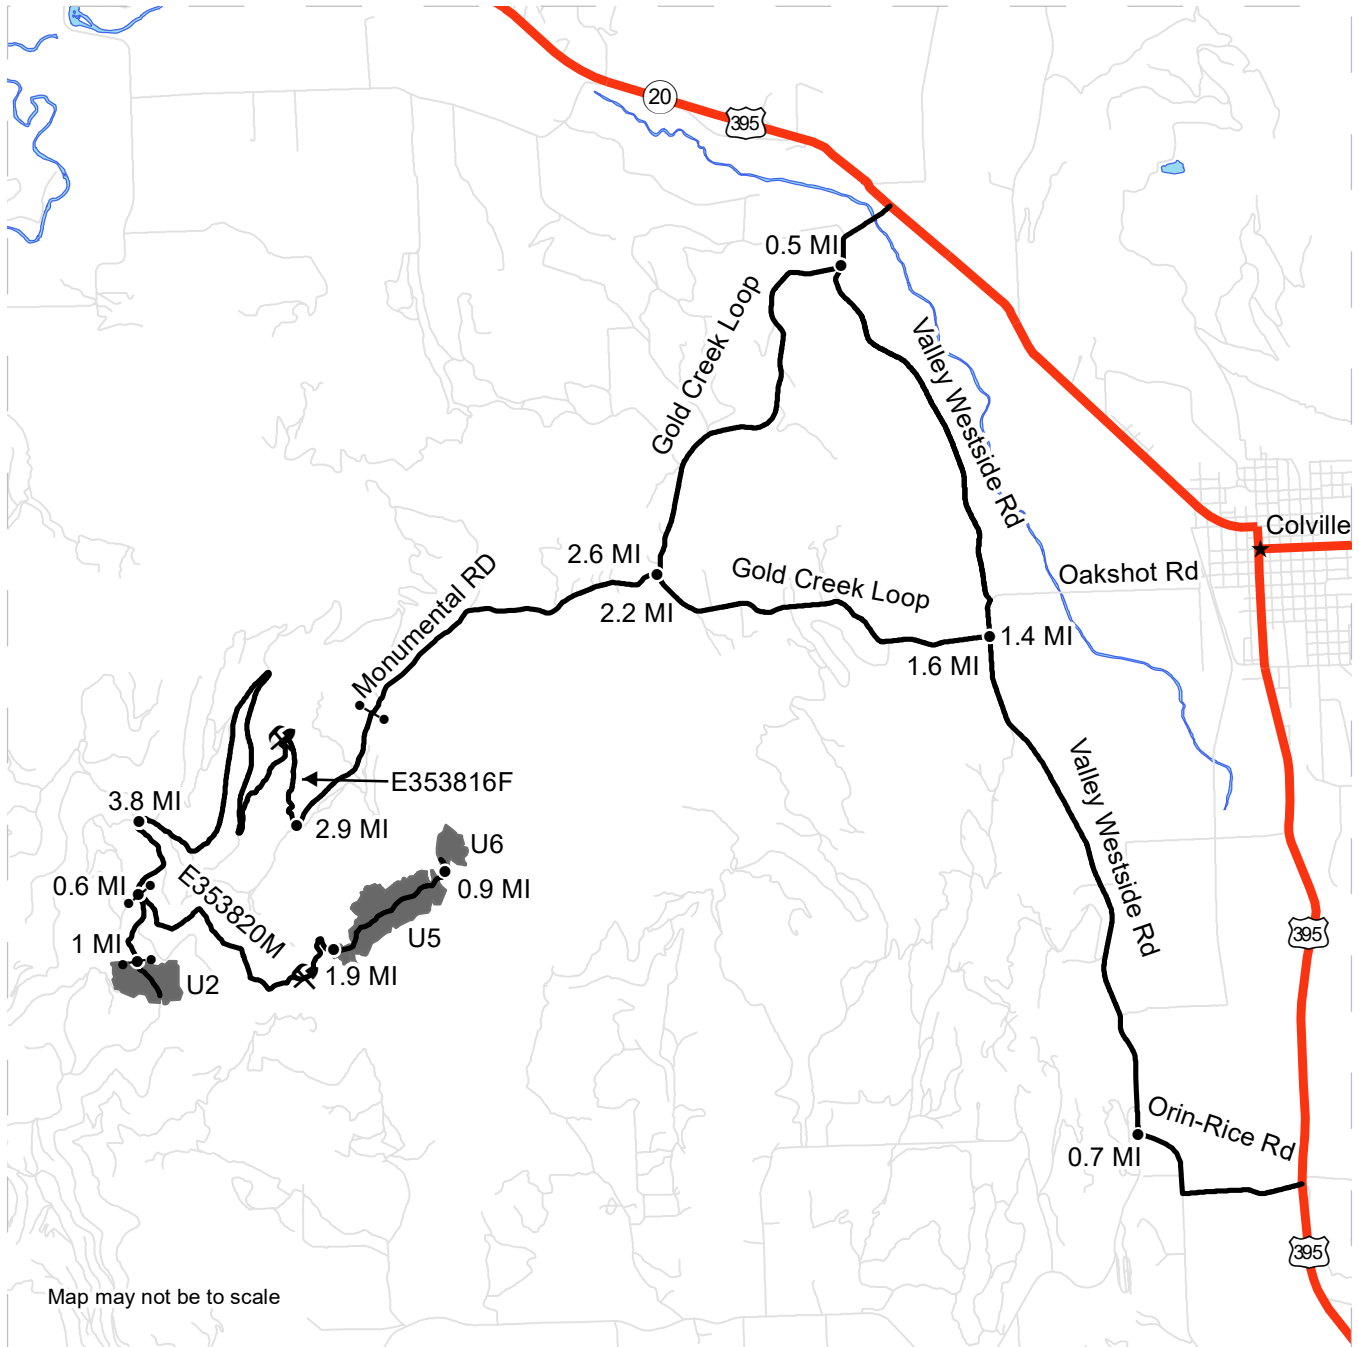 20
395
0.5 MI
Gold Creek Loop
Valley Westside Rd
Colville
2.6 MI
Monumental RD
Gold Creek Loop
Oakshot Rd
2.2 MI
1.4 MI
1.6 MI
E353816F
3.8 MI
2.9 MI
Valley Westside Rd
U6
0.6 MI
E353820M
0.9 MI
395
1 MI
U5
1.9 MI
U2
Orin-Rice Rd
0.7 MI
395
Map may not be to scale